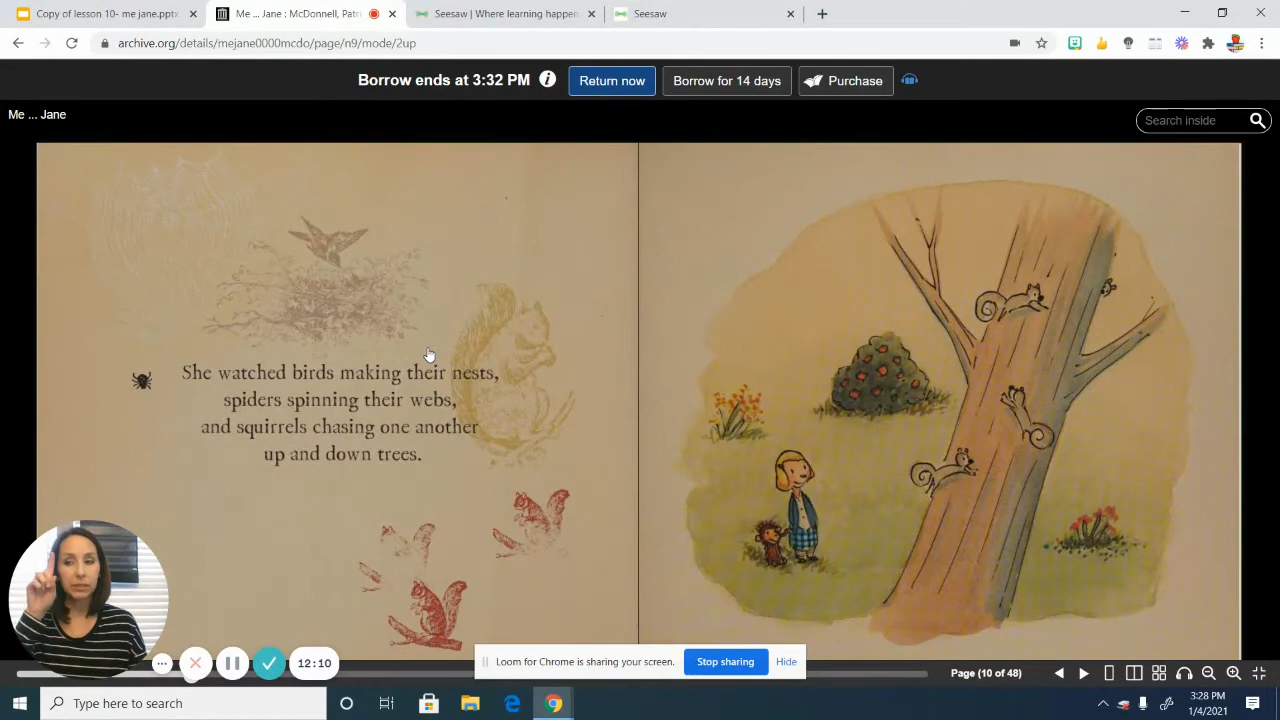 Copy of lesson 10- me jane.pptx
Me ... Jane : McDonnell, Patri
Seesaw | Where learning happen
Seesaw
archive.org/details/mejane0000mcdo/page/n9/mode/2up
Borrow ends at 3:32 PM
Return now
Borrow for 14 days
Purchase
Me ... Jane
Search inside
She watched birds making their nests,
spiders spinning their webs,
and squirrels chasing one another
up and down trees.
12:10
Loom for Chrome is sharing your screen.
Stop sharing
Hide
Page (10 of 48)
Type here to search
3:28 PM
1/4/2021